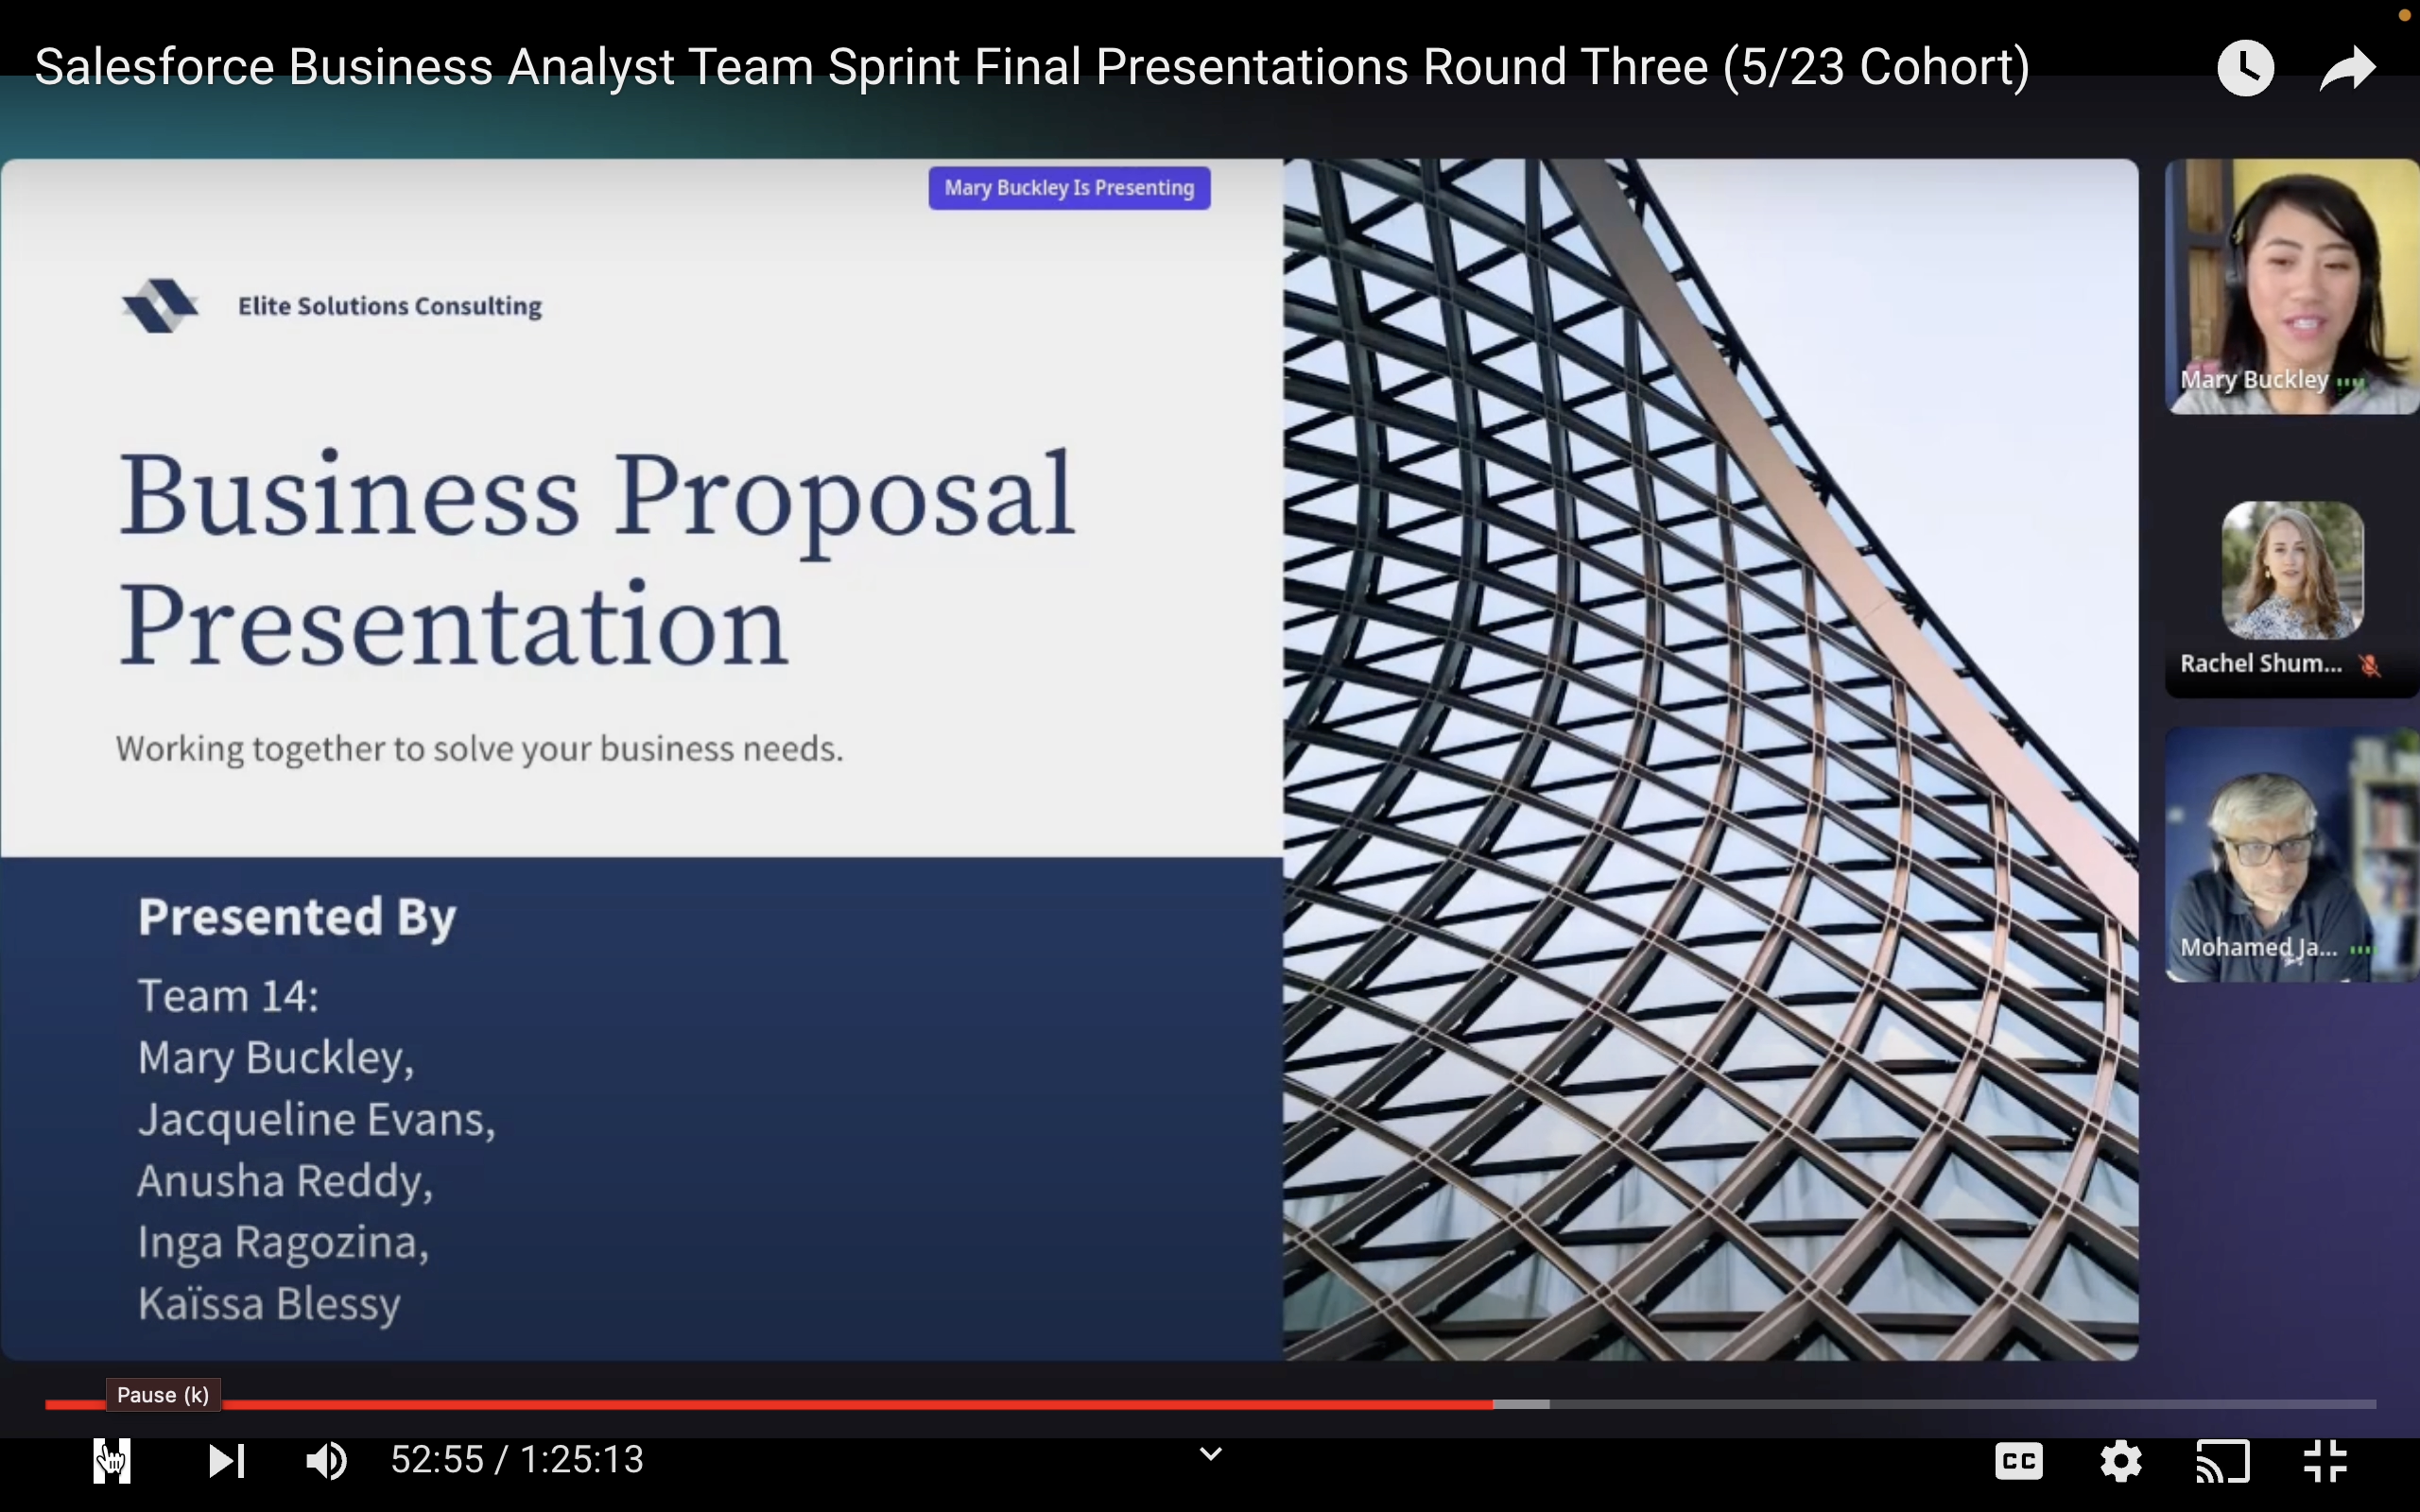 Salesforce Business Analyst Team Sprint Final Presentations Round Three (5/23 Cohort)
Mary Buckley Is Presenting
Elite Solutions Consulting
Business Proposal
Presentation
Working together to solve your business needs.
Presented By
Team 14:
Mary Buckley,
Jacqueline Evans,
Anusha Reddy,
Inga Ragozina,
Kaïssa Blessy
Mary Buckley
Rachel Shum...
Mohamed Ja...
Pause (k)
52:55 / 1:25:13
CC